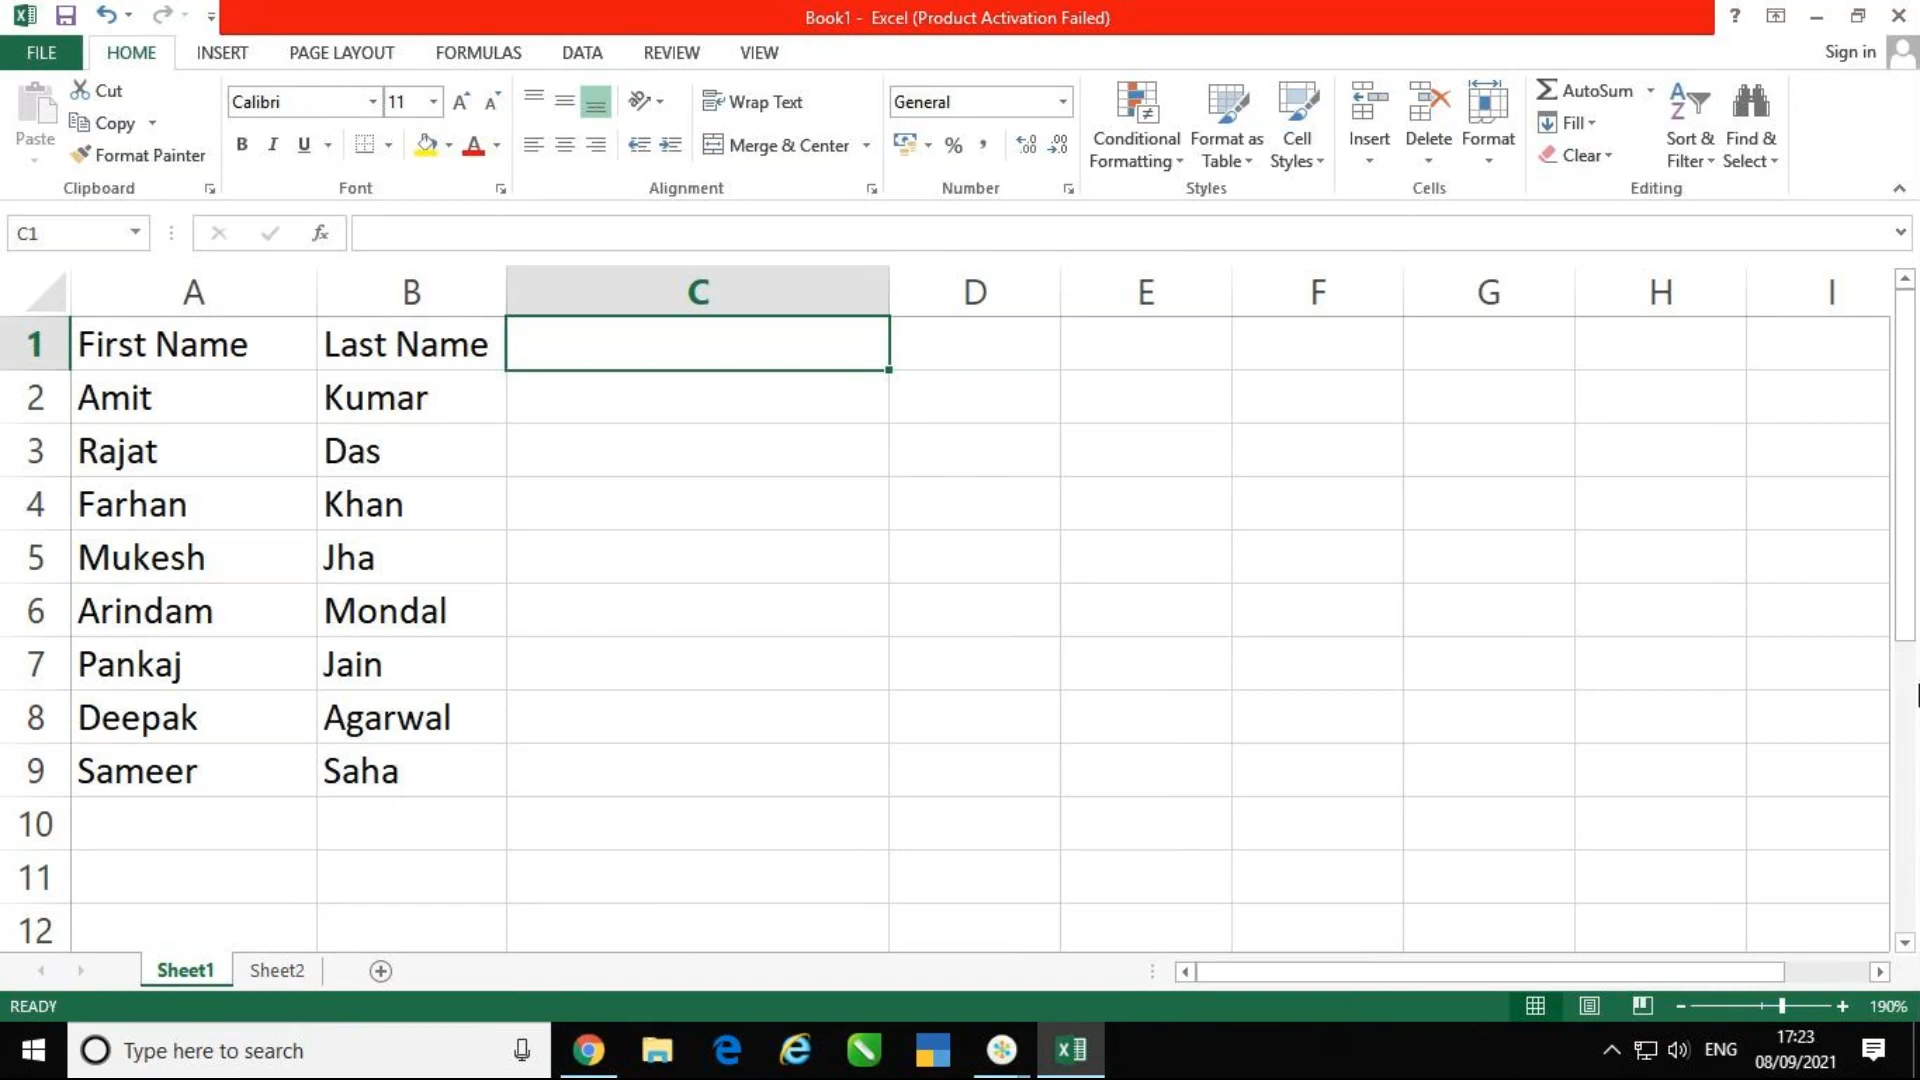 Book1 - Excel (Product Activation Failed)
?
FILE HOME INSERT PAGE LAYOUT FORMULAS DATA REVIEW VIEW Sign in
Paste
Cut
Copy
Format Painter
Clipboard
Calibri 11
B I U
Font
Wrap Text
Merge & Center
Alignment
General
%
Number
Conditional Formatting
Format as Table
Cell Styles
Styles
Insert Delete Format
Cells
AutoSum
Fill
Clear
Sort & Filter
Find & Select
Editing
C1 fx
A B C D E F G H I
1 First Name Last Name
2 Amit Kumar
3 Rajat Das
4 Farhan Khan
5 Mukesh Jha
6 Arindam Mondal
7 Pankaj Jain
8 Deepak Agarwal
9 Sameer Saha
10
11
12
Sheet1 Sheet2
READY 190%
Type here to search
ENG
17:23
08/09/2021